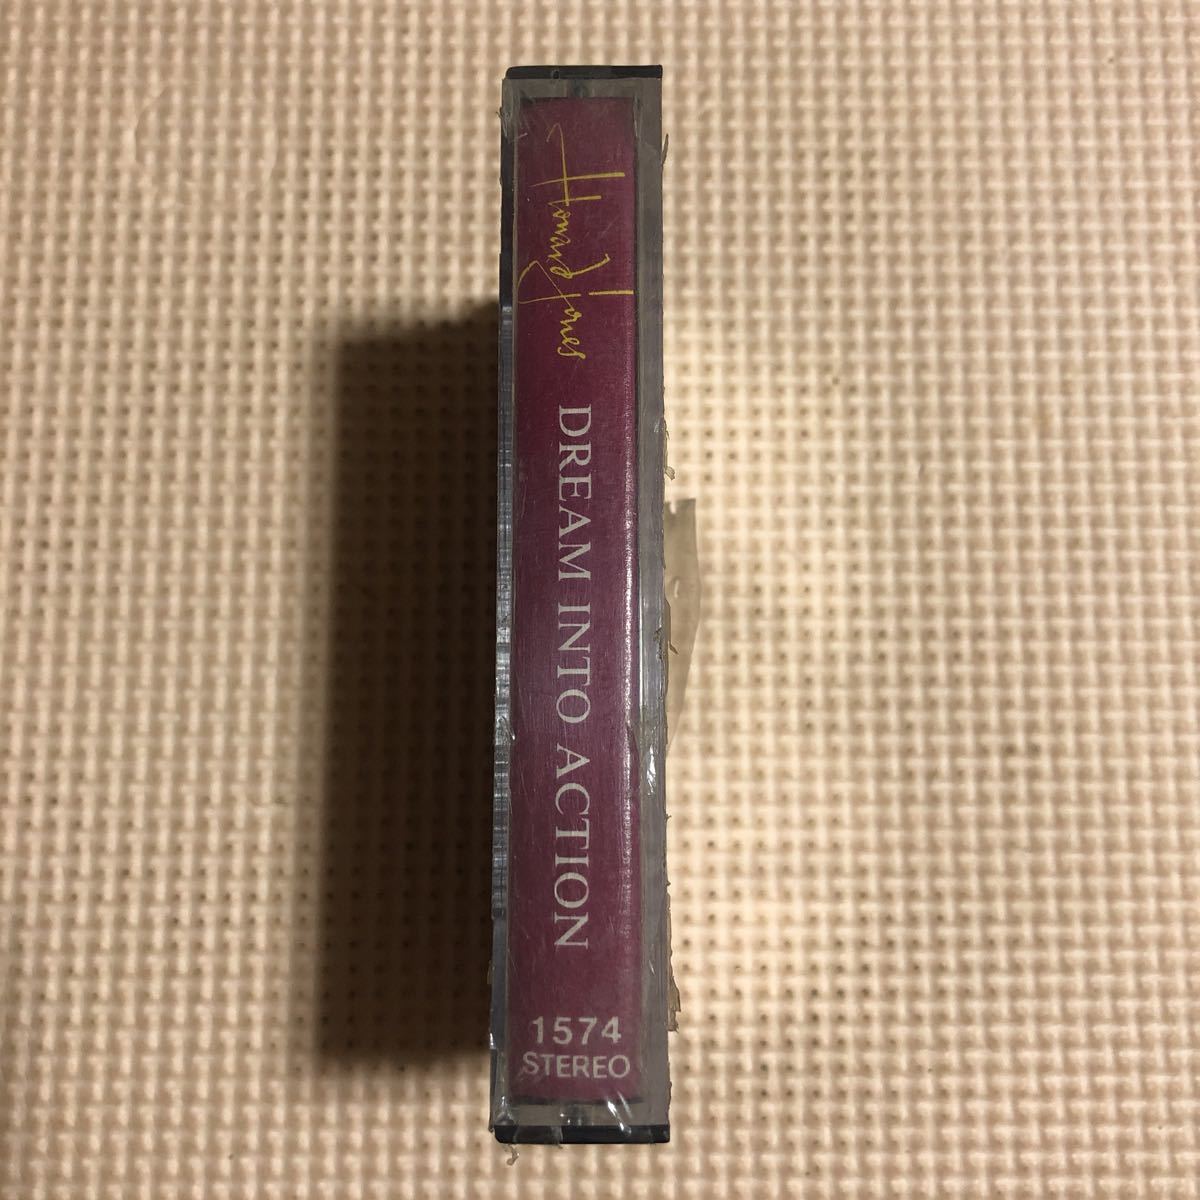 Howard Jones
DREAM INTO ACTION
1574
STEREO